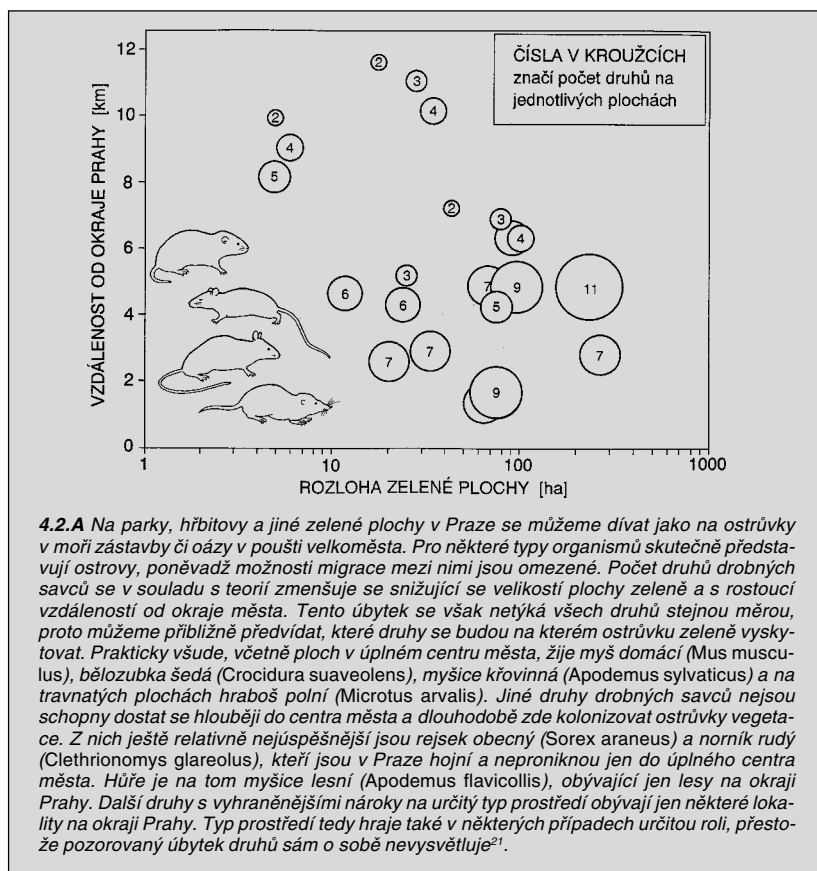 12
10
8
6
4
2
0
VZDÁLENOST OD OKRAJE PRAHY [km]
ČÍSLA V KROUŽCÍCH
značí počet druhů na
jednotlivých plochách
2
3
4
2
4
5
2
3
4
7
9
11
6
3
6
5
7
7
7
9
1
10
100
1000
ROZLOHA ZELENÉ PLOCHY [ha]
4.2.A Na parky, hřbitovy a jiné zelené plochy v Praze se můžeme dívat jako na ostrůvky
v moři zástavby či oázy v poušti velkoměsta. Pro některé typy organismů skutečně předsta-
vují ostrovy, poněvadž možnosti migrace mezi nimi jsou omezené. Počet druhů drobných
savců se v souladu s teorií zmenšuje se snižující se velikostí plochy zeleně a s rostoucí
vzdáleností od okraje města. Tento úbytek se však netýká všech druhů stejnou měrou,
proto můžeme přibližně předvídat, které druhy se budou na kterém ostrůvku zeleně vysky-
tovat. Prakticky všude, včetně ploch v úplném centru města, žije myš domácí (Mus muscu-
lus), bělozubka šedá (Crocidura suaveolens), myšice křovinná (Apodemus sylvaticus) a na
travnatých plochách hraboš polní (Microtus arvalis). Jiné druhy drobných savců nejsou
schopny dostat se hlouběji do centra města a dlouhodobě zde kolonizovat ostrůvky vegeta-
ce. Z nich ještě relativně nejúspěšnější jsou rejsek obecný (Sorex araneus) a norník rudý
(Clethrionomys glareolus), kteří jsou v Praze hojní a neproniknou jen do úplného centra
města. Hůře je na tom myšice lesní (Apodemus flavicollis), obývající jen lesy na okraji
Prahy. Další druhy s vyhraněnějšími nároky na určitý typ prostředí obývají jen některé loka-
lity na okraji Prahy. Typ prostředí tedy hraje také v některých případech určitou roli, přesto-
že pozorovaný úbytek druhů sám o sobě nevysvětluje21.